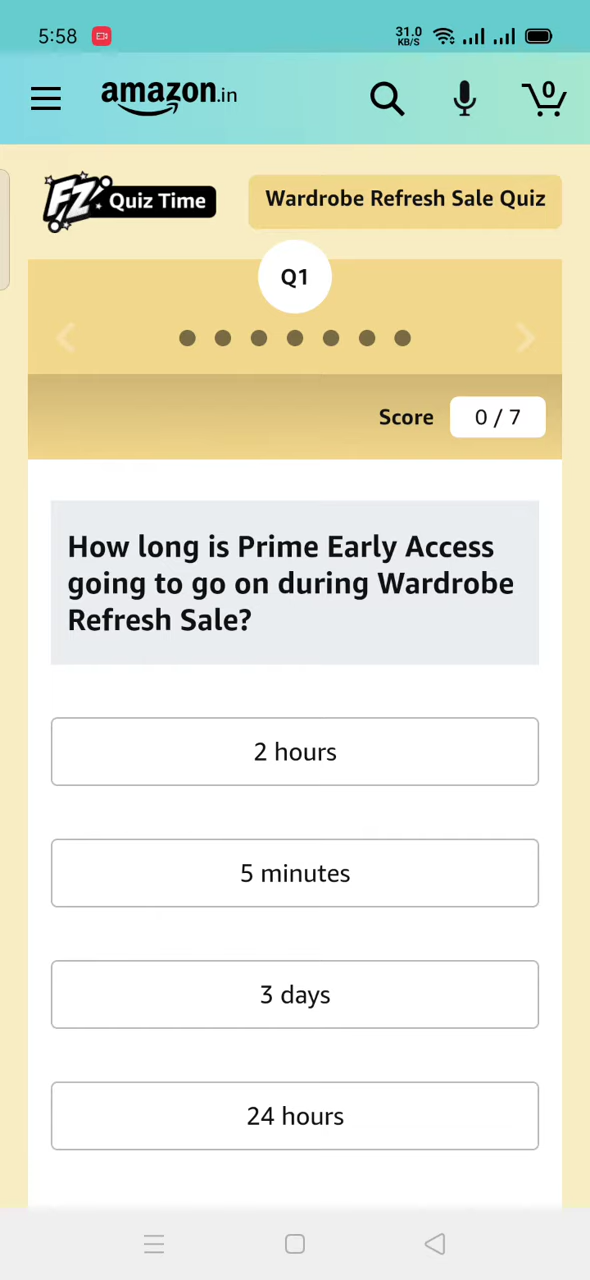 5:58
31.0
KB/S
amazon.in
0
FZ Quiz Time
Wardrobe Refresh Sale Quiz
Q1
Score 0 / 7
How long is Prime Early Access
going to go on during Wardrobe
Refresh Sale?
2 hours
5 minutes
3 days
24 hours